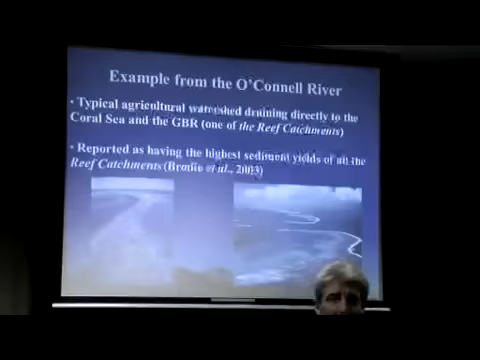 Example from the O'Connell River
• Typical agricultural watershed draining directly to the
Coral Sea and the GBR (one of the Reef Catchments)
• Reported as having the highest sediment yields of all the
Reef Catchments (Brodie et al., 2003)